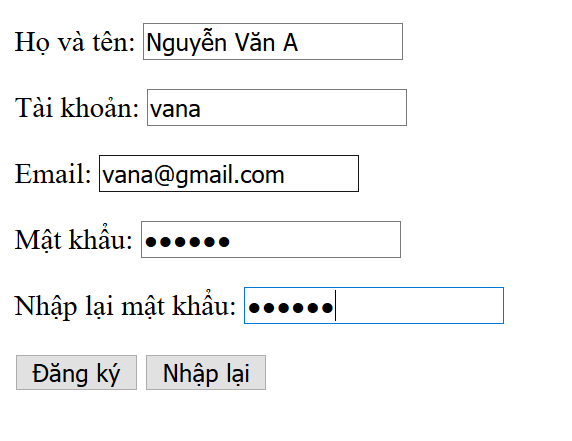 Họ và tên: Nguyễn Văn A
Tài khoản: vana
Email: vana@gmail.com
Mật khẩu: ●●●●●●
Nhập lại mật khẩu: ●●●●●●
Đăng ký Nhập lại